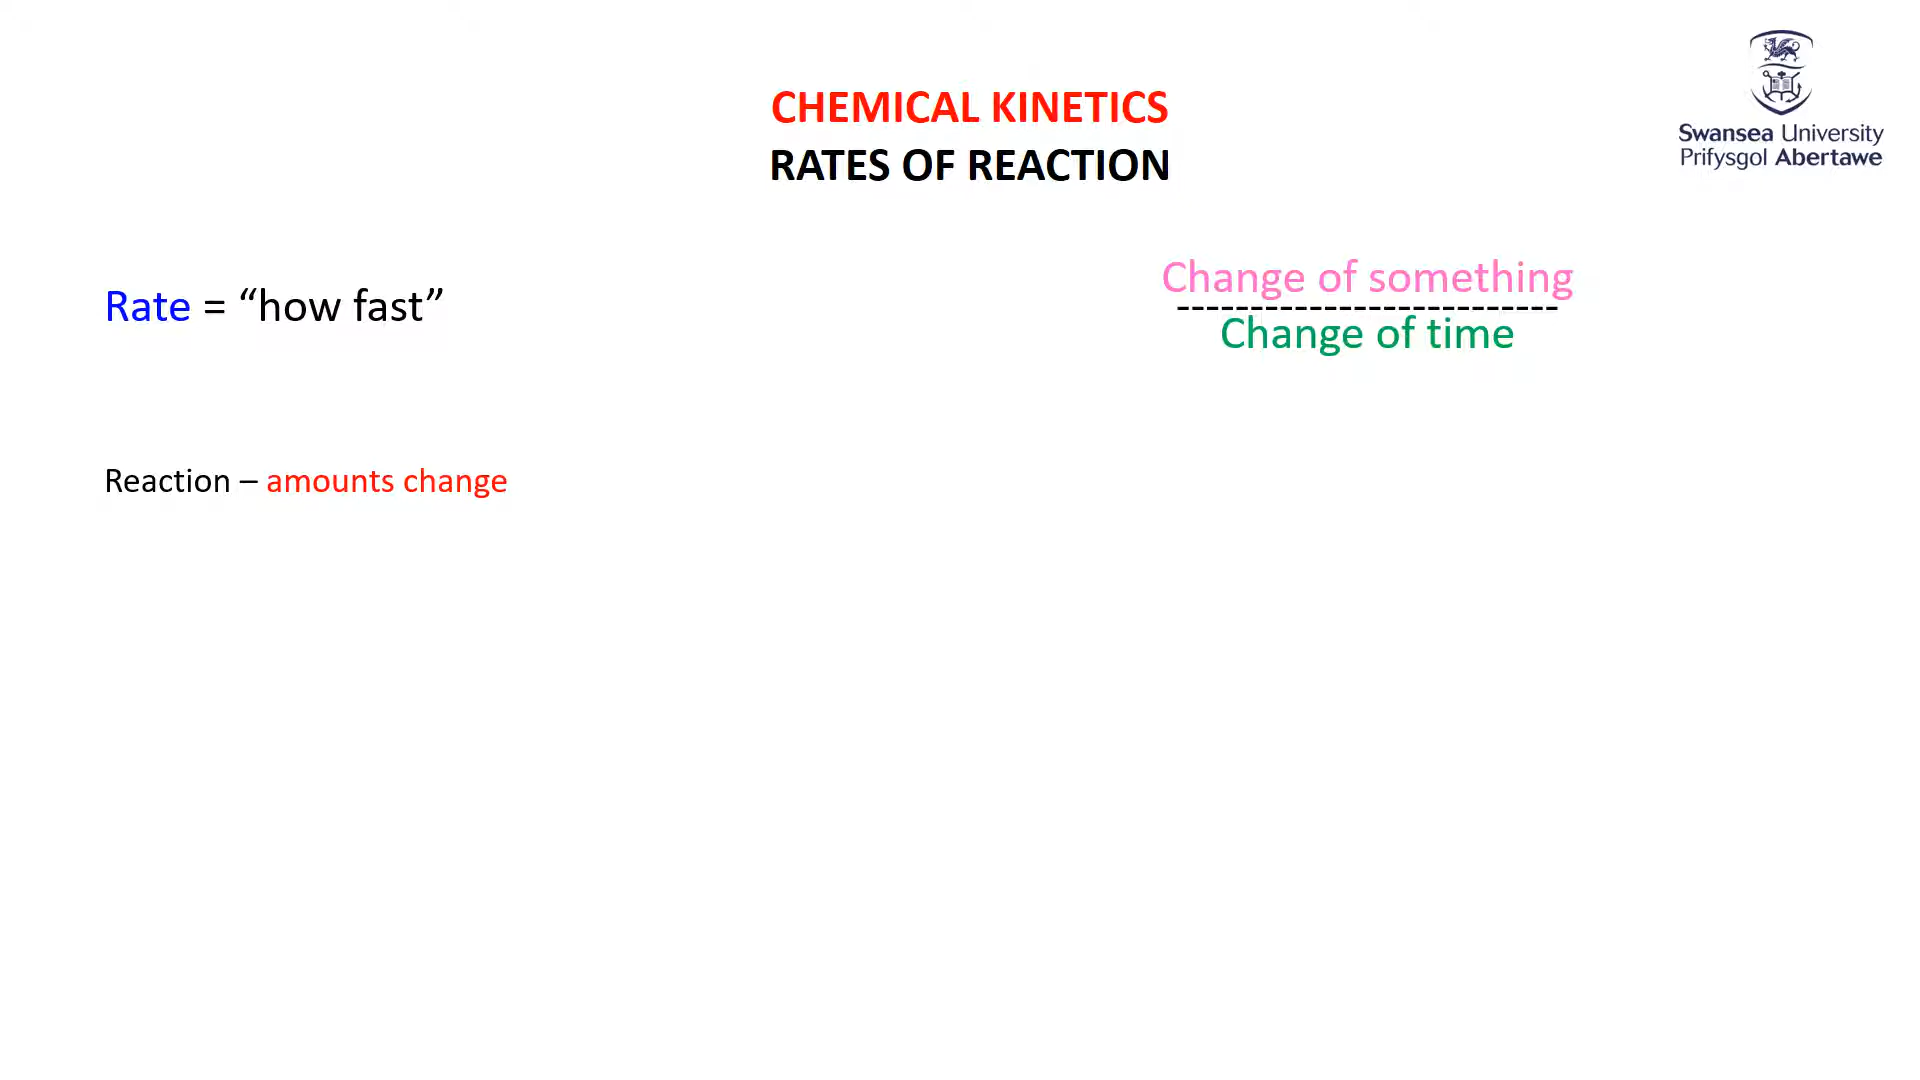 Swansea University
Prifysgol Abertawe
CHEMICAL KINETICS
RATES OF REACTION
Rate = “how fast”
Change of something
--------------------------
Change of time
Reaction – amounts change